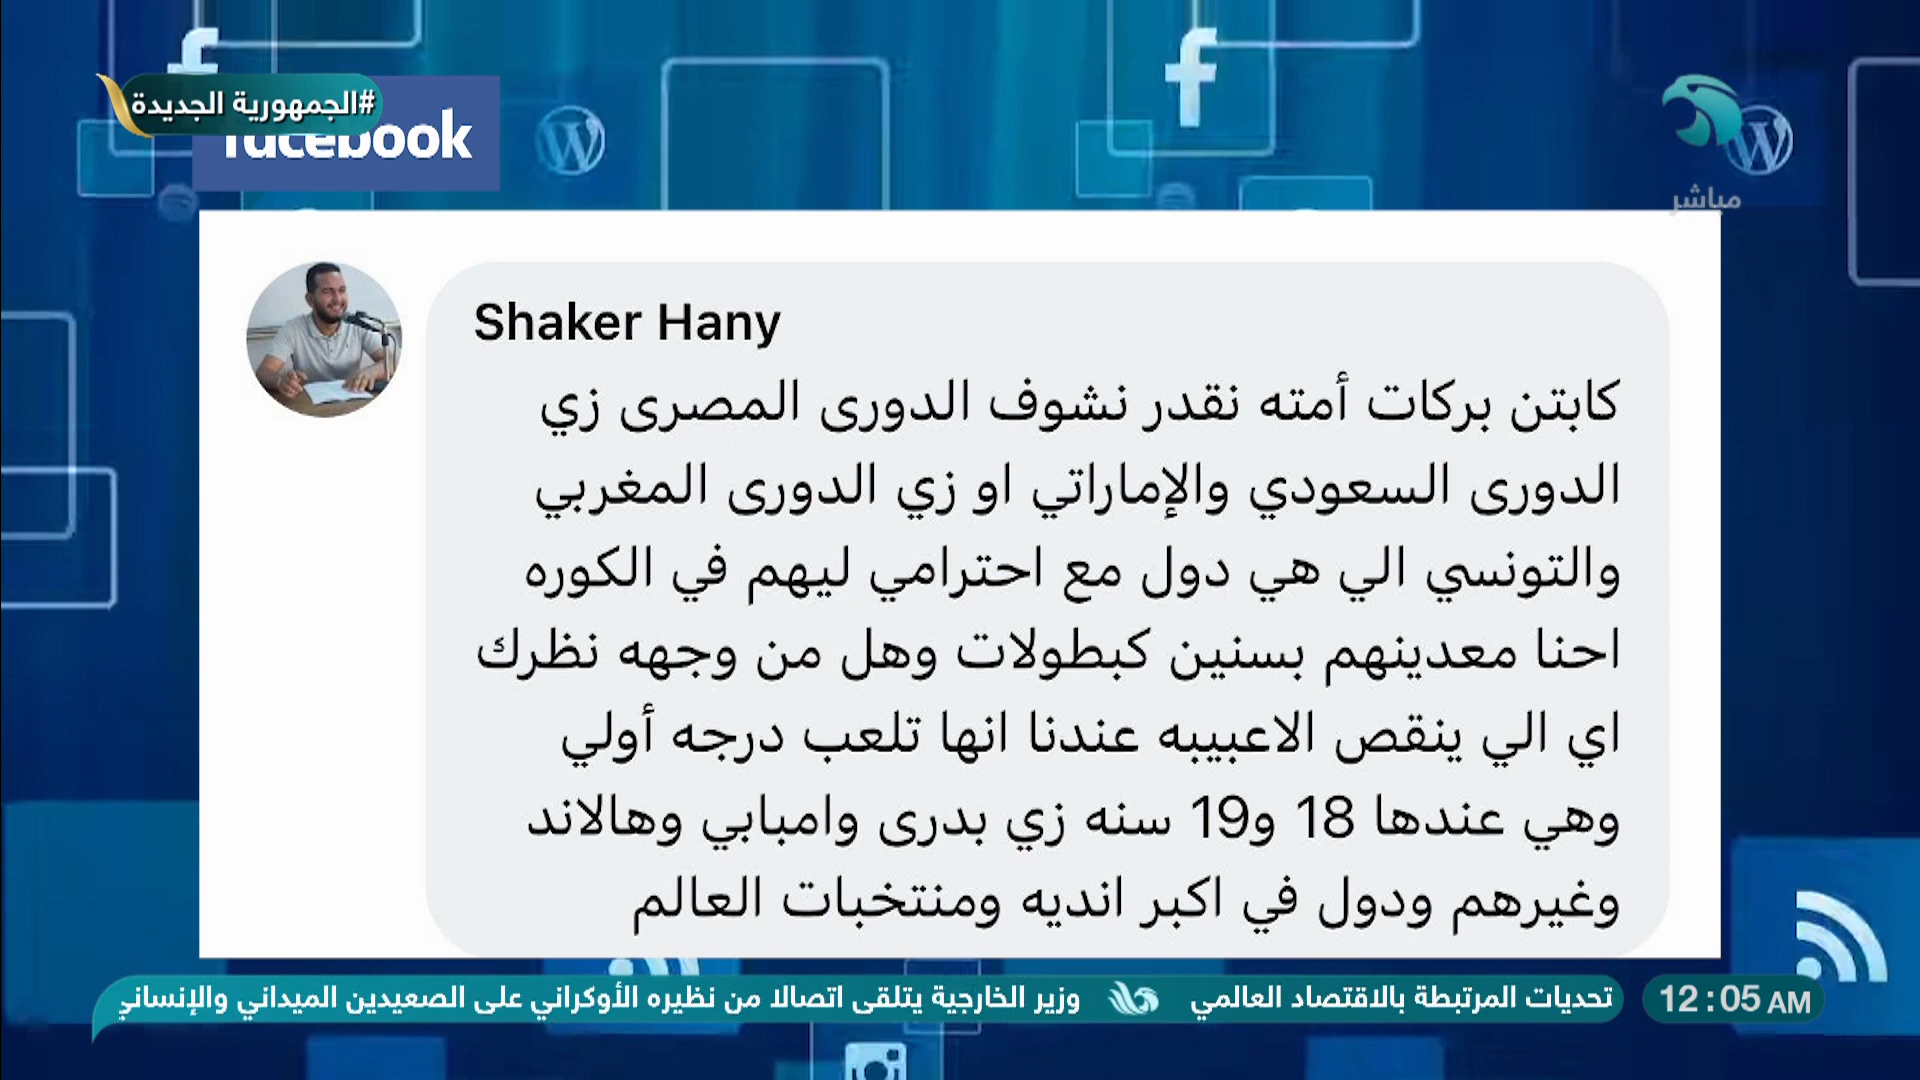 #الجمهورية الجديدة
facebook
مباشر
Shaker Hany
كابتن بركات أمته نقدر نشوف الدورى المصرى زي
الدورى السعودي والإماراتي او زي الدورى المغربي
والتونسي الي هي دول مع احترامي ليهم في الكوره
احنا معدينهم بسنين كبطولات وهل من وجهه نظرك
اي الي ينقص الاعبيبه عندنا انها تلعب درجه أولي
وهي عندها 18 و19 سنه زي بدرى وامبابي وهالاند
وغيرهم ودول في اكبر انديه ومنتخبات العالم
تحديات المرتبطة بالاقتصاد العالمي وزير الخارجية يتلقى اتصالا من نظيره الأوكراني على الصعيدين الميداني والإنساني
12:05 AM